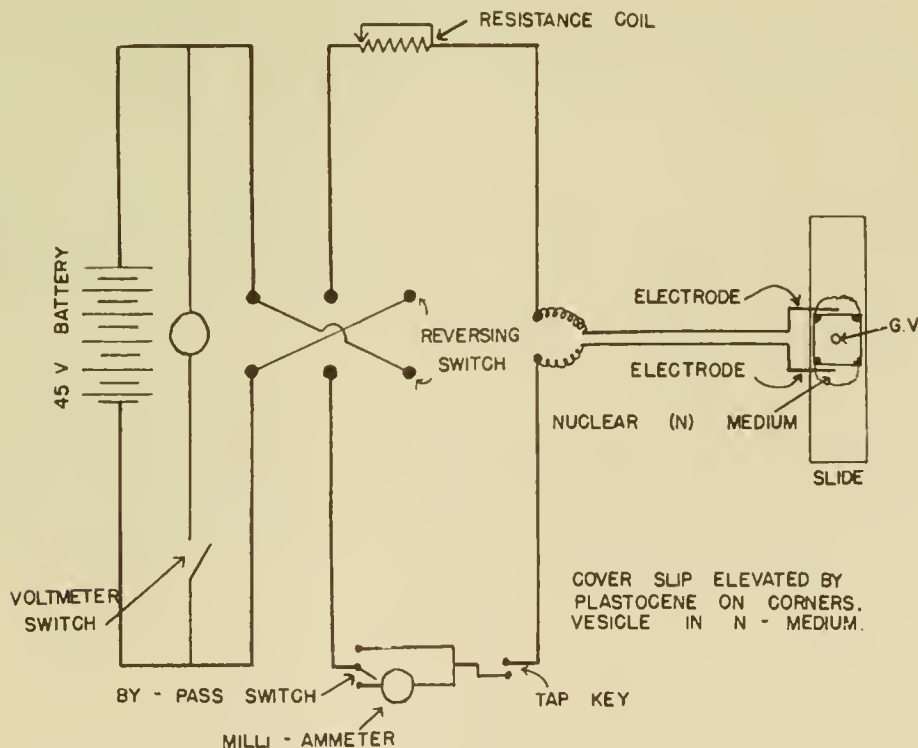 RESISTANCE COIL
45 V BATTERY
ELECTRODE
G.V.
REVERSING
SWITCH
ELECTRODE
NUCLEAR (N) MEDIUM
SLIDE
VOLTMETER
SWITCH
COVER SLIP ELEVATED BY
PLASTOCENE ON CORNERS.
VESICLE IN N - MEDIUM.
BY - PASS SWITCH
TAP KEY
MILLI - AMMETER